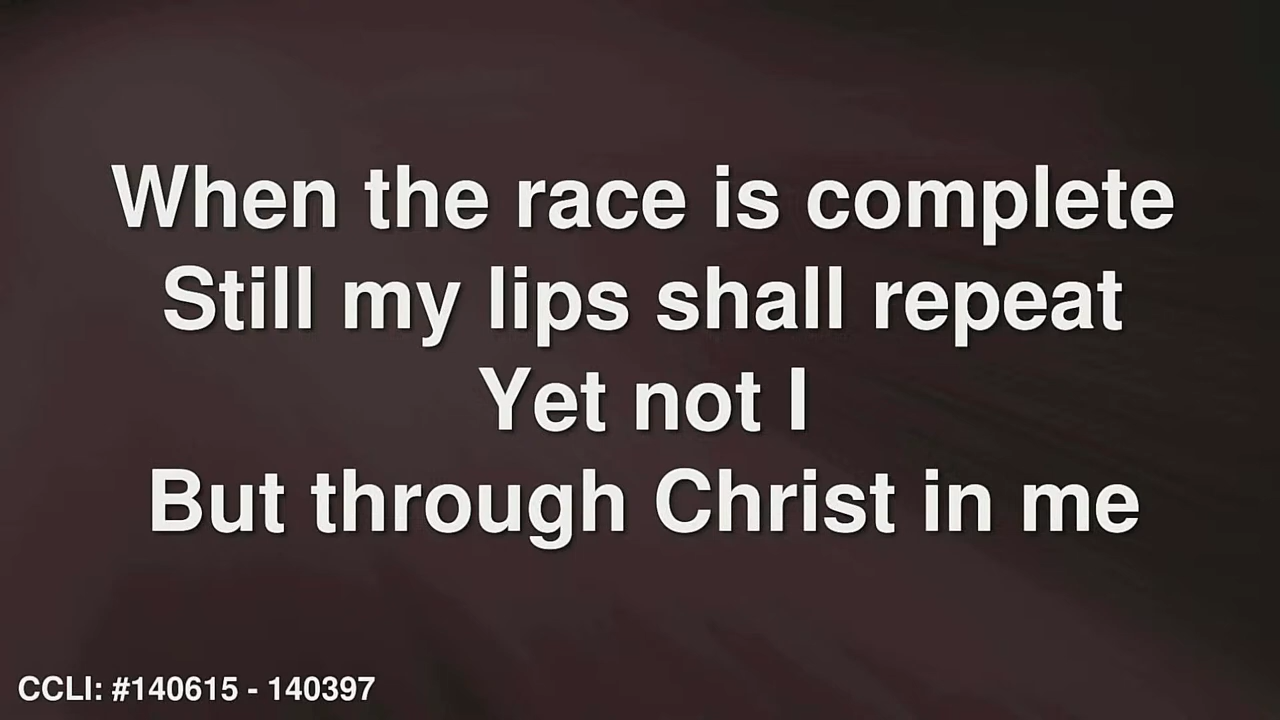 When the race is complete
Still my lips shall repeat
Yet not I
But through Christ in me
CCLI: #140615 - 140397